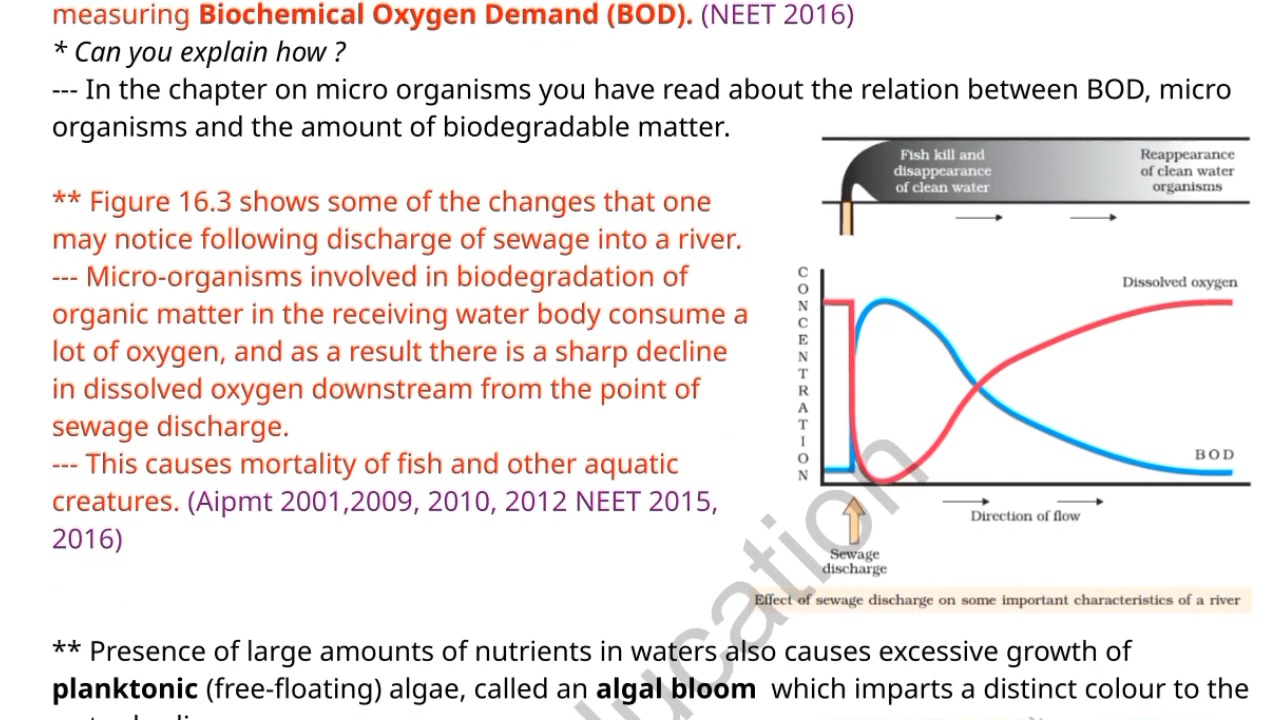 measuring Biochemical Oxygen Demand (BOD). (NEET 2016)
* Can you explain how ?
--- In the chapter on micro organisms you have read about the relation between BOD, micro
organisms and the amount of biodegradable matter.
** Figure 16.3 shows some of the changes that one
may notice following discharge of sewage into a river.
--- Micro-organisms involved in biodegradation of
organic matter in the receiving water body consume a
lot of oxygen, and as a result there is a sharp decline
in dissolved oxygen downstream from the point of
sewage discharge.
--- This causes mortality of fish and other aquatic
creatures. (Aipmt 2001,2009, 2010, 2012 NEET 2015,
2016)
Fish kill and
disappearance
of clean water
Reappearance
of clean water
organisms
CONCENTRATION
Dissolved oxygen
BOD
Direction of flow
Sewage
discharge
Effect of sewage discharge on some important characteristics of a river
** Presence of large amounts of nutrients in waters also causes excessive growth of
planktonic (free-floating) algae, called an algal bloom which imparts a distinct colour to the